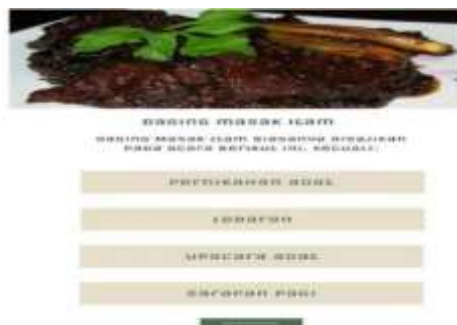 Daging Masak Itam
Daging Masak Itam biasanya disajikan
pada acara berikut ini, kecuali:
Pernikahan adat
Lebaran
Upacara adat
Sarapan pagi